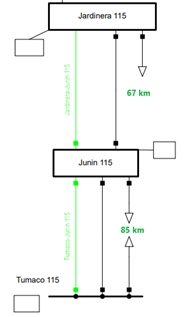 Jardinera 115
Jardinera-Junin 115
67 km
Junin 115
Tumaco-Junin 115
85 km
Tumaco 115